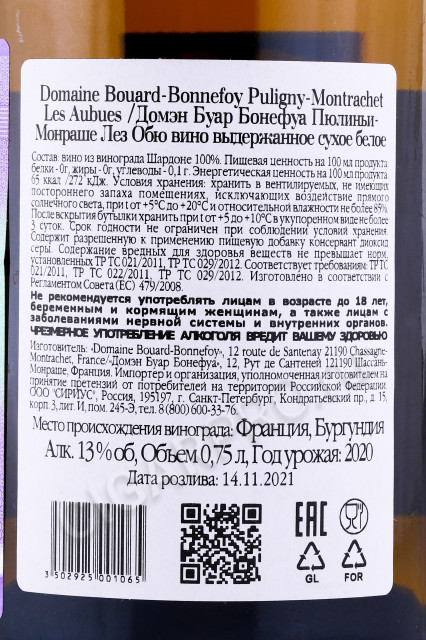 Domaine Bouard-Bonnefoy Puligny-Montrachet
Les Aubues /Домэн Буар Бонефуа Пюлиньи-
Монраше Лез Обю вино выдержанное сухое белое
Состав: вино из винограда Шардоне 100%. Пищевая ценность на 100 мл продукта
белки - 0г, жиры - 0г, углеводы - 0,1 г. Энергетическая ценность на 100 мл продукта
65 ккал /272 кДж. Условия хранения: хранить в вентилируемых, не имеющих
постороннего запаха помещениях, исключающих воздействие прямого
солнечного света, при t от +5°С до +20°С и относительной влажности не более 85%
После вскрытия бутылки хранить при t от +5 до +10°С в укупоренном виде не более
3 суток. Срок годности не ограничен при соблюдении условий хранения.
Содержит разрешенную к применению пищевую добавку консервант диоксид
серы. Содержание вредных для здоровья веществ не превышает норм,
установленных ТР ТС 021/2011, ТР ТС 029/2012. Соответствует требованиям: ТР ТС
021/2011, ТР ТС 022/2011, ТР ТС 029/2012. Изготовлено в соответствии с
Регламентом Совета (ЕС) 479/2008.
Не рекомендуется употреблять лицам в возрасте до 18 лет,
беременным и кормящим женщинам, а также лицам с
заболеваниями нервной системы и внутренних органов.
ЧРЕЗМЕРНОЕ УПОТРЕБЛЕНИЕ АЛКОГОЛЯ ВРЕДИТ ВАШЕМУ ЗДОРОВЬЮ
Изготовитель: «Domaine Bouard-Bonnefoy», 12 route de Santenay 21190 Chassagne-
Montrachet, France/«Домэн Буар Бонефуа», 12, Рут де Сантеней 121190 Шассань-
Монраше, Франция. Импортер и организация, уполномоченная изготовителем на
принятие претензий от потребителей на территории Российской Федерации:
ООО "СИРИУС", Россия, 195197, г. Санкт-Петербург, Кондратьевский пр., д. 15,
корп. 3, лит. И, пом. 245-Э, тел. 8 (800) 600-33-76.
Место происхождения винограда: Франция, Бургундия
Алк. 13% об, Объем 0,75 л, Год урожая: 2020
Дата розлива: 14.11.2021
EAC
3 502925 001065
GL
FOR